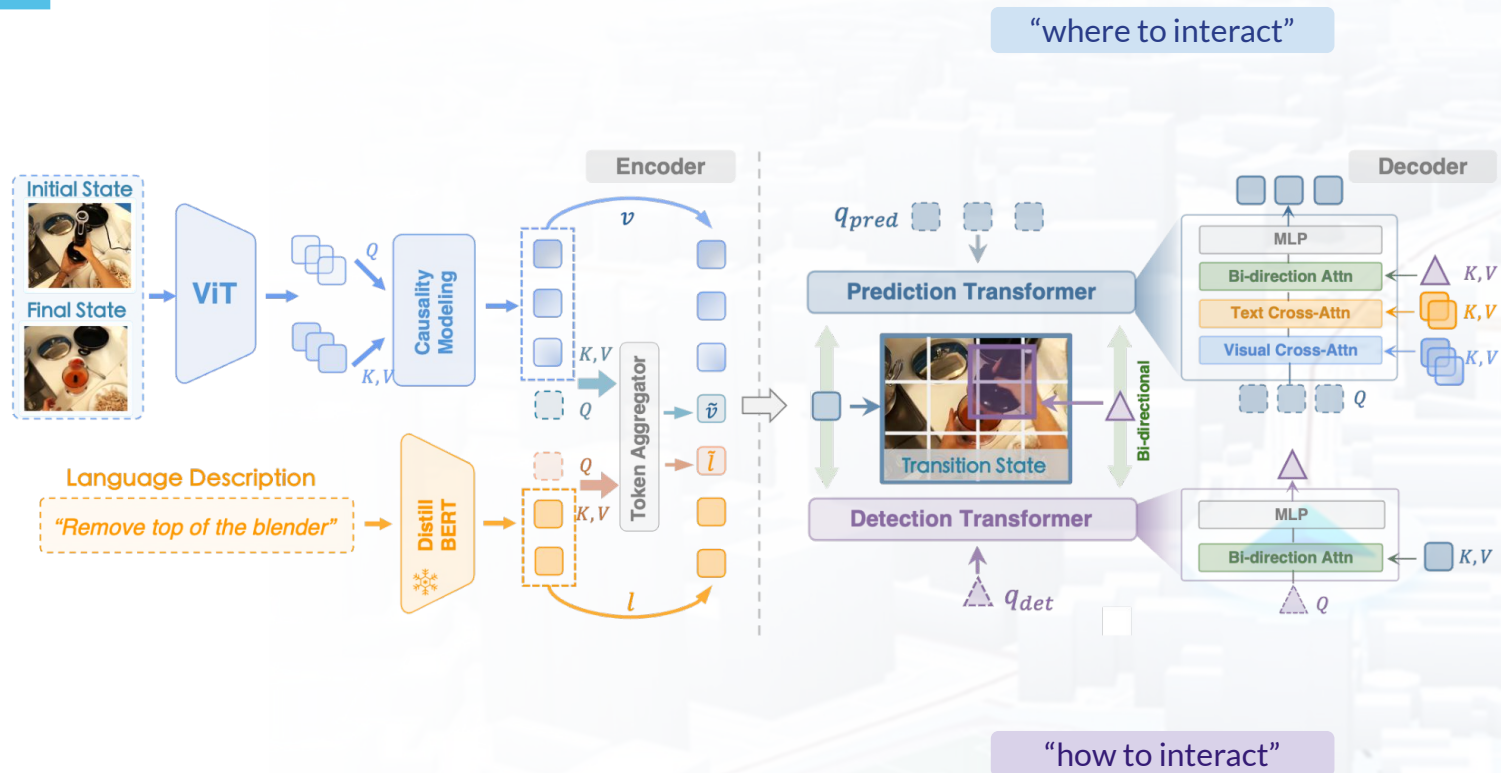 “where to interact”
Encoder
Decoder
Initial State
Final State
ViT
Q
K,V
Causality
Modeling
v
K,V
Q
Q
K,V
Token Aggregator
ṽ
l̃
l
Language Description
“Remove top of the blender”
Distill
BERT
q_pred
Prediction Transformer
Transition State
Bi-directional
Detection Transformer
q_det
MLP
Bi-direction Attn
K,V
Text Cross-Attn
K,V
Visual Cross-Attn
K,V
Q
MLP
Bi-direction Attn
K,V
Q
“how to interact”